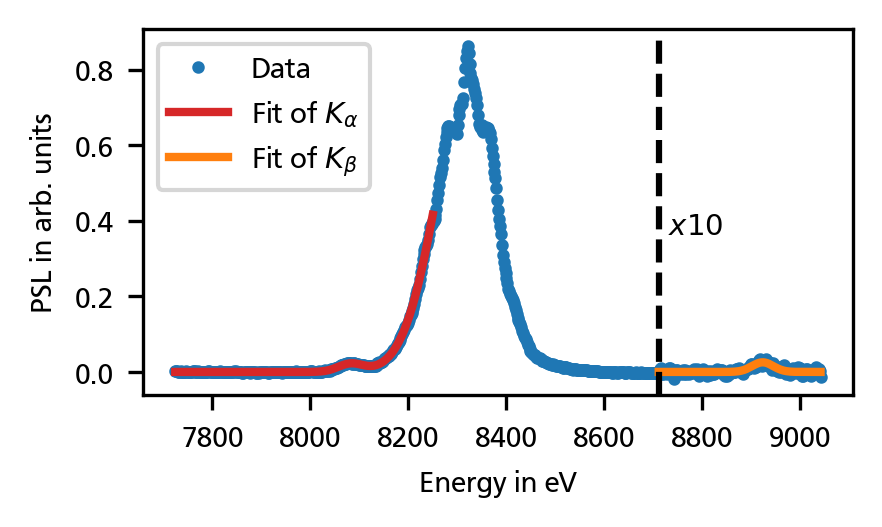 Data
Fit of Kα
Fit of Kβ
x10
PSL in arb. units
0.8
0.6
0.4
0.2
0.0
7800 8000 8200 8400 8600 8800 9000
Energy in eV